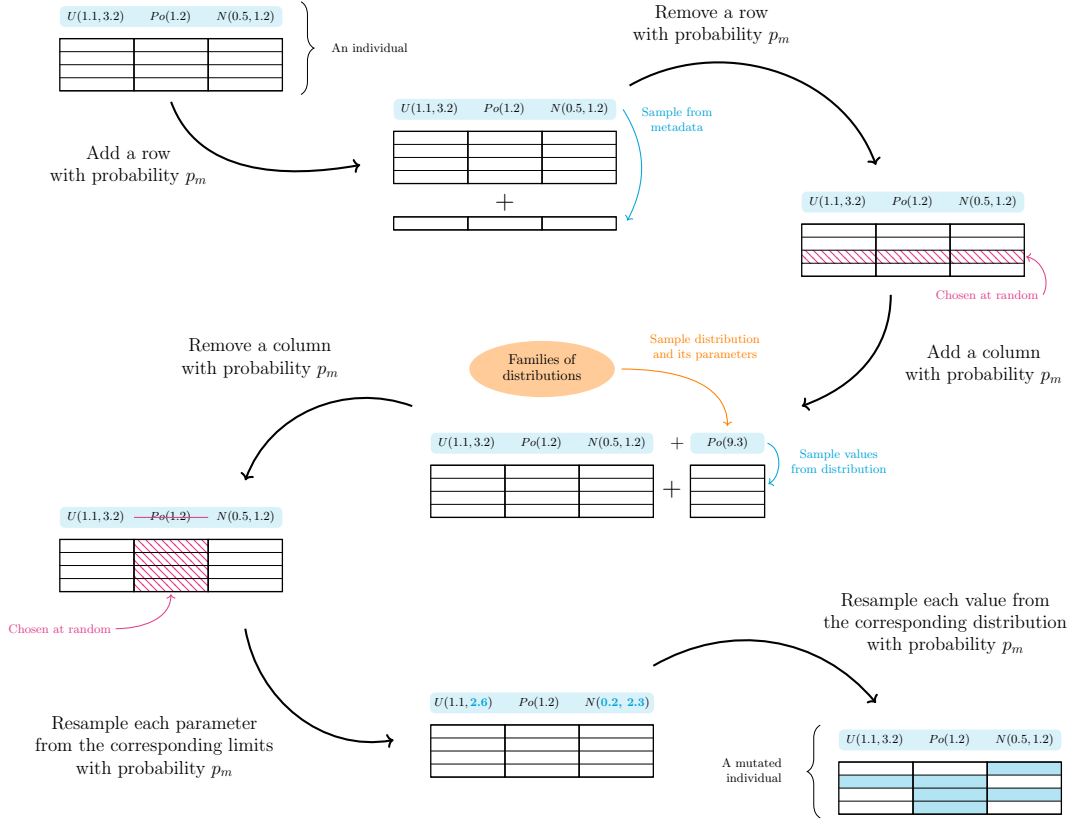 U(1.1, 3.2) Po(1.2) N(0.5, 1.2)
An individual
Add a row
with probability p_m
U(1.1, 3.2) Po(1.2) N(0.5, 1.2)
Sample from
metadata
+
Remove a row
with probability p_m
U(1.1, 3.2) Po(1.2) N(0.5, 1.2)
Chosen at random
Add a column
with probability p_m
Families of
distributions
Sample distribution
and its parameters
U(1.1, 3.2) Po(1.2) N(0.5, 1.2) + Po(9.3)
+
Sample values
from distribution
Remove a column
with probability p_m
U(1.1, 3.2) Po(1.2) N(0.5, 1.2)
Chosen at random
Resample each parameter
from the corresponding limits
with probability p_m
U(1.1, 2.6) Po(1.2) N(0.2, 2.3)
Resample each value from
the corresponding distribution
with probability p_m
U(1.1, 3.2) Po(1.2) N(0.5, 1.2)
A mutated
individual